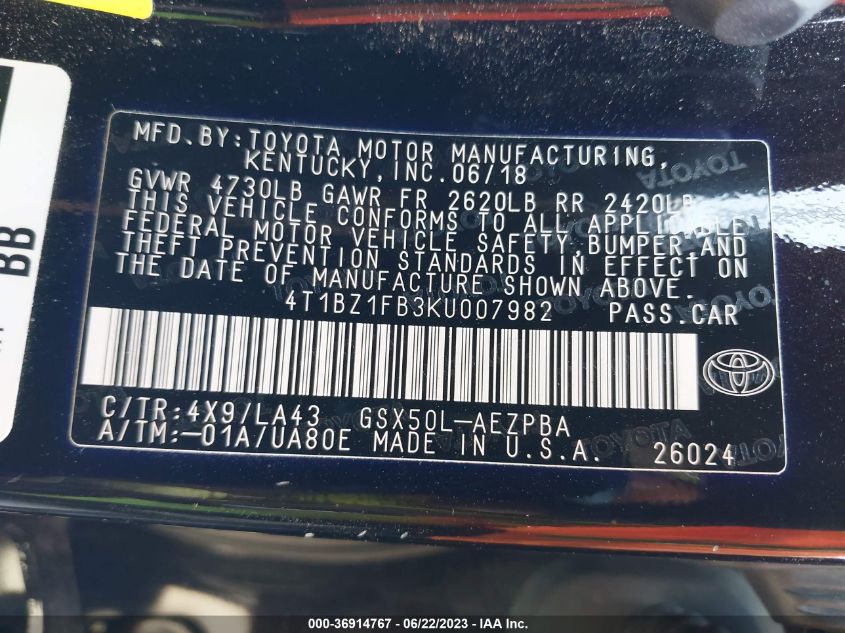 MFD.BY:TOYOTA MOTOR MANUFACTURING,
KENTUCKY,INC.06/18
GVWR 4730LB GAWR FR 2620LB RR 2420LB
THIS VEHICLE CONFORMS TO ALL APPLICABLE
FEDERAL MOTOR VEHICLE SAFETY,BUMPER AND
THEFT PREVENTION STANDARDS IN EFFECT ON
THE DATE OF MANUFACTURE SHOWN ABOVE.
4T1BZ1FB3KU007982 PASS.CAR
C/TR:4X9/LA43 GSX50L-AEZPBA
A/TM:-01A/UA80E MADE IN U.S.A. 26024
BB
TOYOTA
000-36914767 - 06/22/2023 - IAA Inc.